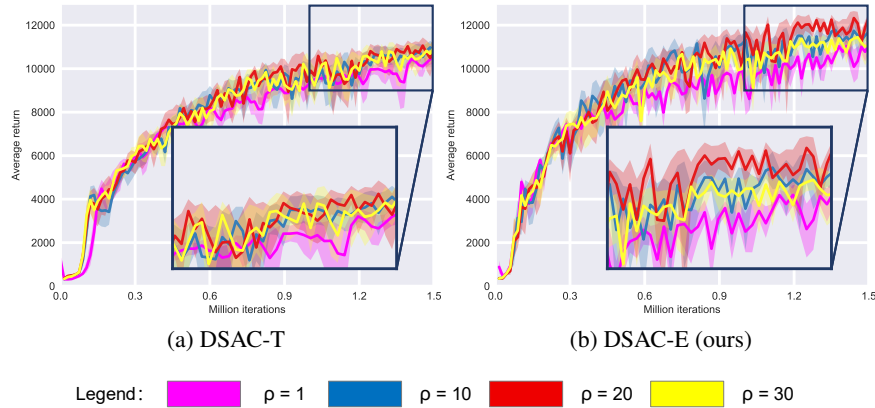 12000
10000
8000
6000
4000
2000
0
Average return
0.0 0.3 0.6 0.9 1.2 1.5
Million iterations
(a) DSAC-T
12000
10000
8000
6000
4000
2000
0
Average return
0.0 0.3 0.6 0.9 1.2 1.5
Million iterations
(b) DSAC-E (ours)
Legend: ρ = 1 ρ = 10 ρ = 20 ρ = 30